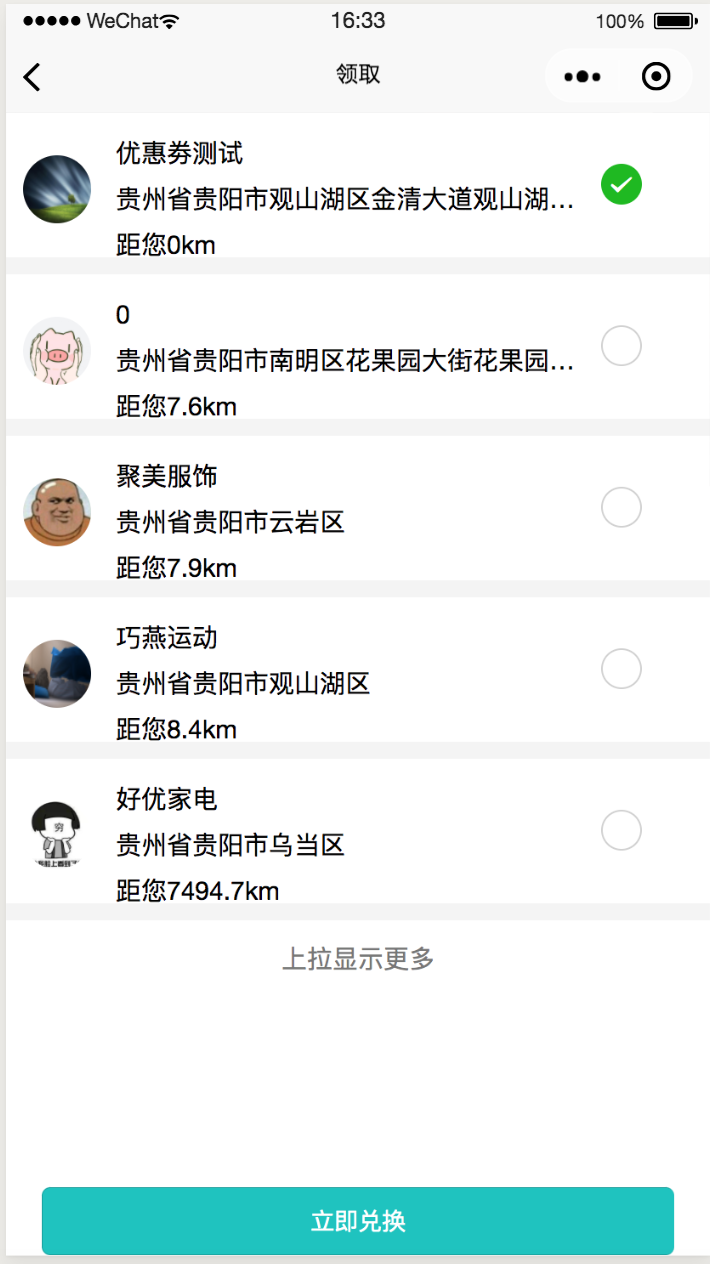 WeChat 16:33 100%
领取
优惠券测试
贵州省贵阳市观山湖区金清大道观山湖...
距您0km
0
贵州省贵阳市南明区花果园大街花果园...
距您7.6km
聚美服饰
贵州省贵阳市云岩区
距您7.9km
巧燕运动
贵州省贵阳市观山湖区
距您8.4km
好优家电
穷
贵州省贵阳市乌当区
距您7494.7km
上拉显示更多
立即兑换